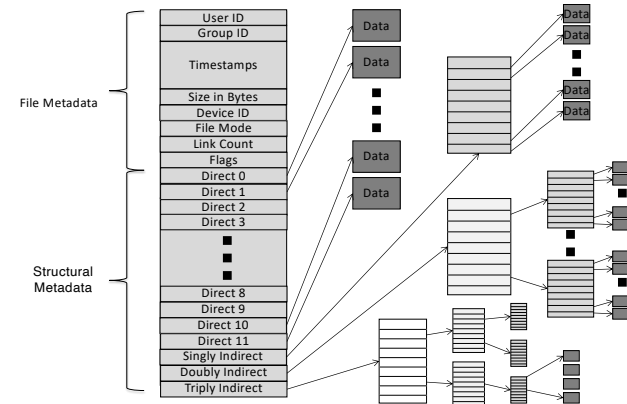 User ID
Group ID
Timestamps
Size in Bytes
Device ID
File Mode
Link Count
Flags
Direct 0
Direct 1
Direct 2
Direct 3
Direct 8
Direct 9
Direct 10
Direct 11
Singly Indirect
Doubly Indirect
Triply Indirect
File Metadata
Structural
Metadata
Data
Data
Data
Data
Data
Data
Data
Data